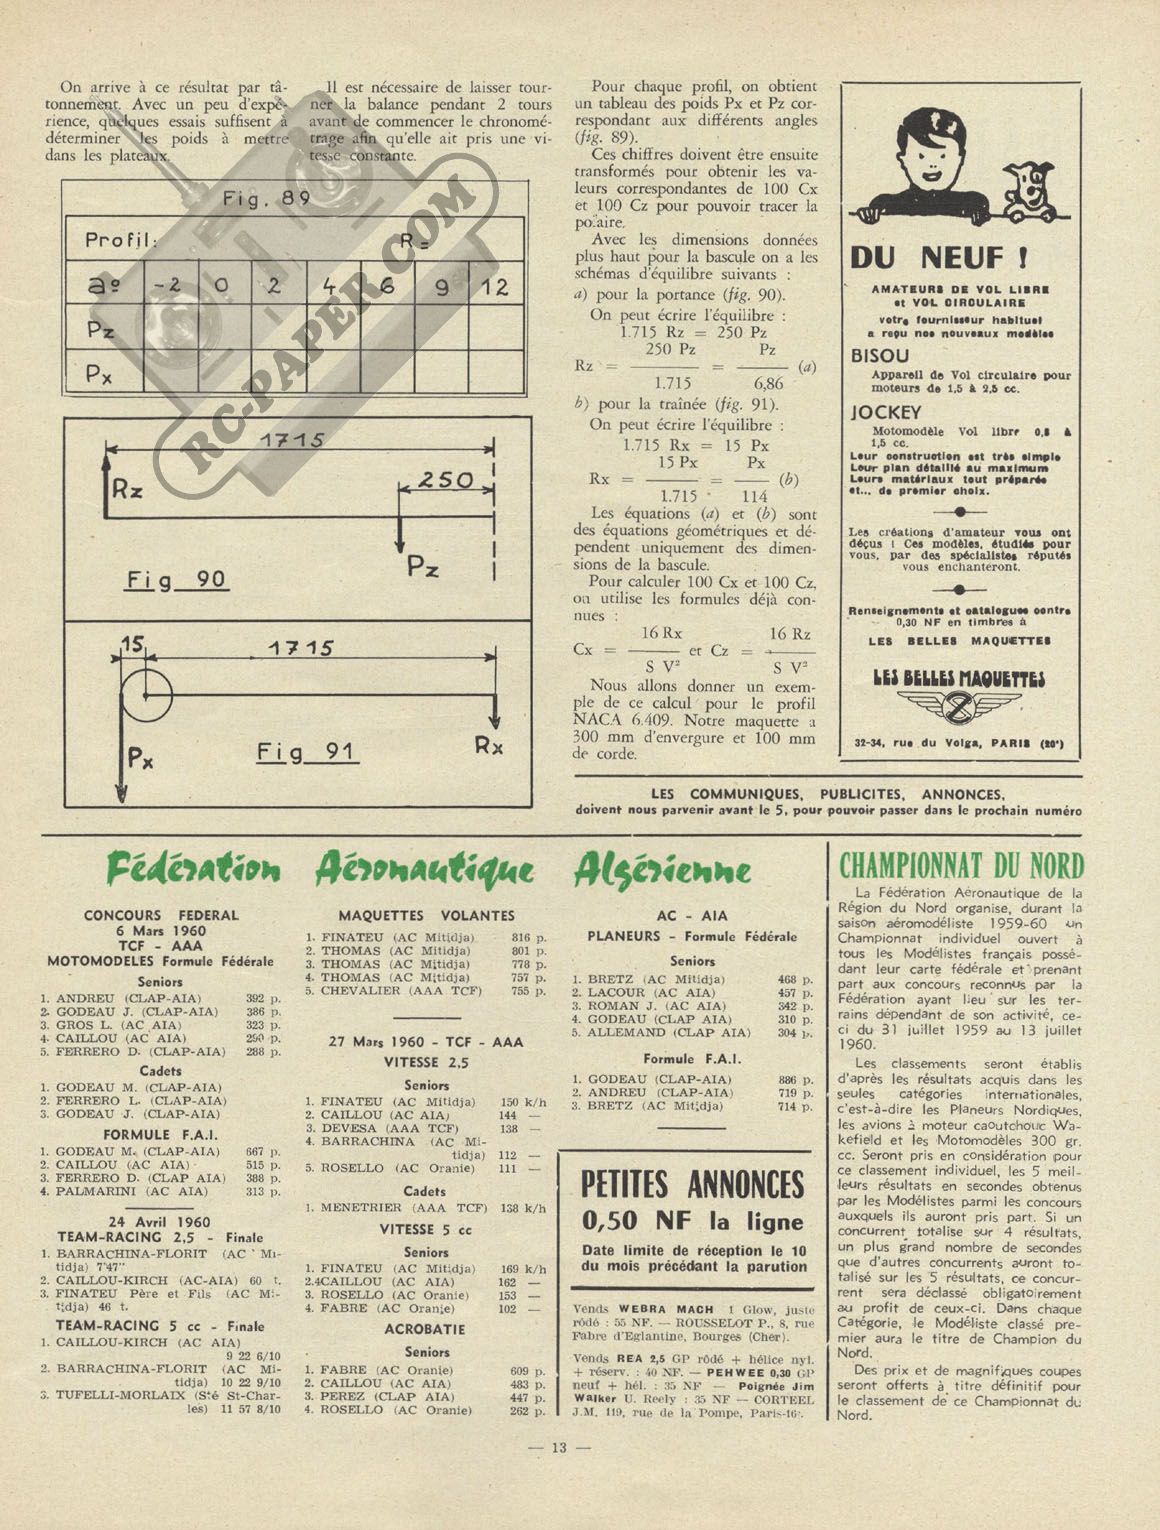 On arrive à ce résultat par tâ-
tonnement. Avec un peu d'expé-
rience, quelques essais suffisent à
déterminer les poids à mettre
dans les plateaux.
Il est nécessaire de laisser tour-
ner la balance pendant 2 tours
avant de commencer le chronomé-
trage afin qu'elle ait pris une vi-
tesse constante.
Fig. 89
Profil: R=
a° -2 0 2 4 6 9 12
Pz
Px
RC-PAPER.COM
1715
Rz
250
Pz
Fig 90
15 1715
Px
Fig 91
Rx
Pour chaque profil, on obtient
un tableau des poids Px et Pz cor-
respondant aux différents angles
(fig. 89).
Ces chiffres doivent être ensuite
transformés pour obtenir les va-
leurs correspondantes de 100 Cx
et 100 Cz pour pouvoir tracer la
polaire.
Avec les dimensions données
plus haut pour la bascule on a les
schémas d'équilibre suivants :
a) pour la portance (fig. 90).
On peut écrire l'équilibre :
1.715 Rz = 250 Pz
250 Pz Pz
Rz = = (a)
1.715 6,86
b) pour la traînée (fig. 91).
On peut écrire l'équilibre :
1.715 Rx = 15 Px
15 Px Px
Rx = = (b)
1.715 114
Les équations (a) et (b) sont
des équations géométriques et dé-
pendent uniquement des dimen-
sions de la bascule.
Pour calculer 100 Cx et 100 Cz,
on utilise les formules déjà con-
nues :
16 Rx 16 Rz
Cx = et Cz =
S V² S V²
Nous allons donner un exem-
ple de ce calcul pour le profil
NACA 6.409. Notre maquette a
300 mm d'envergure et 100 mm
de corde.
DU NEUF !
AMATEURS DE VOL LIBRE
et VOL CIRCULAIRE
votre fournisseur habituel
a reçu nos nouveaux modèles
BISOU
Appareil de Vol circulaire pour
moteurs de 1,5 à 2,5 cc.
JOCKEY
Motomodèle Vol libre 0,8 à
1,5 cc.
Leur construction est très simple
Leur plan détaillé au maximum
Leurs matériaux tout préparés
et... de premier choix.
Les créations d'amateur vous ont
déçus ! Ces modèles, étudiés pour
vous, par des spécialistes réputés
vous enchanteront.
Renseignements et catalogues contre
0,30 NF en timbres à
LES BELLES MAQUETTES
LES BELLES MAQUETTES
32-34, rue du Volga, PARIS (20°)
LES COMMUNIQUES, PUBLICITES, ANNONCES,
doivent nous parvenir avant le 5, pour pouvoir passer dans le prochain numéro
Fédération Aéronautique Algérienne
CONCOURS FEDERAL
6 Mars 1960
TCF - AAA
MOTOMODELES Formule Fédérale
Seniors
1. ANDREU (CLAP-AIA) 392 p.
2. GODEAU J. (CLAP-AIA) 386 p.
3. GROS L. (AC AIA) 323 p.
4. CAILLOU (AC AIA) 290 p.
5. FERRERO D. (CLAP-AIA) 288 p.
Cadets
1. GODEAU M. (CLAP-AIA)
2. FERRERO L. (CLAP-AIA)
3. GODEAU J. (CLAP-AIA)
FORMULE F.A.I.
1. GODEAU M. (CLAP-AIA) 667 p.
2. CAILLOU (AC AIA) 515 p.
3. FERRERO D. (CLAP AIA) 388 p.
4. PALMARINI (AC AIA) 313 p.
24 Avril 1960
TEAM-RACING 2,5 - Finale
1. BARRACHINA-FLORIT (AC Mi-
tidja) 7'47"
2. CAILLOU-KIRCH (AC-AIA) 60 t.
3. FINATEU Père et Fils (AC Mi-
tidja) 46 t.
TEAM-RACING 5 cc - Finale
1. CAILLOU-KIRCH (AC AIA)
9 22 6/10
2. BARRACHINA-FLORIT (AC Mi-
tidja) 10 22 9/10
3. TUFELLI-MORLAIX (Sté St-Char-
les) 11 57 8/10
MAQUETTES VOLANTES
1. FINATEU (AC Mitidja) 816 p.
2. THOMAS (AC Mitidja) 801 p.
3. THOMAS (AC Mitidja) 778 p.
4. THOMAS (AC Mitidja) 757 p.
5. CHEVALIER (AAA TCF) 755 p.
27 Mars 1960 - TCF - AAA
VITESSE 2,5
Seniors
1. FINATEU (AC Mitidja) 150 k/h
2. CAILLOU (AC AIA) 144 —
3. DEVESA (AAA TCF) 138 —
4. BARRACHINA (AC Mi-
tidja) 112 —
5. ROSELLO (AC Oranie) 111 —
Cadets
1. MENETRIER (AAA TCF) 138 k/h
VITESSE 5 cc
Seniors
1. FINATEU (AC Mitidja) 169 k/h
2.4CAILLOU (AC AIA) 162 —
3. ROSELLO (AC Oranie) 153 —
4. FABRE (AC Oranie) 102 —
ACROBATIE
Seniors
1. FABRE (AC Oranie) 609 p.
2. CAILLOU (AC AIA) 483 p.
3. PEREZ (CLAP AIA) 447 p.
4. ROSELLO (AC Oranie) 262 p.
AC - AIA
PLANEURS - Formule Fédérale
Seniors
1. BRETZ (AC Mitidja) 468 p.
2. LACOUR (AC AIA) 457 p.
3. ROMAN J. (AC AIA) 342 p.
4. GODEAU (CLAP AIA) 310 p.
5. ALLEMAND (CLAP AIA) 304 p.
Formule F.A.I.
1. GODEAU (CLAP-AIA) 886 p.
2. ANDREU (CLAP-AIA) 719 p.
3. BRETZ (AC Mitidja) 714 p.
PETITES ANNONCES
0,50 NF la ligne
Date limite de réception le 10
du mois précédant la parution
Vends WEBRA MACH 1 Glow, juste
rôdé : 55 NF. — ROUSSELOT P., 8, rue
Fabre d'Eglantine, Bourges (Cher).
Vends REA 2,5 GP rôdé + hélice nyl.
+ réserv. : 40 NF. — PEHWEE 0,30 GP
neuf + hél. : 35 NF — Poignée Jim
Walker U. Reely : 35 NF — CORTEEL
J.M. 119, rue de la Pompe, Paris-16e.
CHAMPIONNAT DU NORD
La Fédération Aéronautique de la
Région du Nord organise, durant la
saison aéromodéliste 1959-60 un
Championnat individuel ouvert à
tous les Modélistes français possé-
dant leur carte fédérale et prenant
part aux concours reconnus par la
Fédération ayant lieu sur les ter-
rains dépendant de son activité, ce-
ci du 31 juillet 1959 au 13 juillet
1960.
Les classements seront établis
d'après les résultats acquis dans les
seules catégories internationales,
c'est-à-dire les Planeurs Nordiques,
les avions à moteur caoutchouc Wa-
kefield et les Motomodèles 300 gr.
cc. Seront pris en considération pour
ce classement individuel, les 5 meil-
leurs résultats en secondes obtenus
par les Modélistes parmi les concours
auxquels ils auront pris part. Si un
concurrent totalise sur 4 résultats,
un plus grand nombre de secondes
que d'autres concurrents auront to-
talisé sur les 5 résultats, ce concur-
rent sera déclassé obligatoirement
au profit de ceux-ci. Dans chaque
Catégorie, le Modéliste classé pre-
mier aura le titre de Champion du
Nord.
Des prix et de magnifiques coupes
seront offerts à titre définitif pour
le classement de ce Championnat du
Nord.
— 13 —